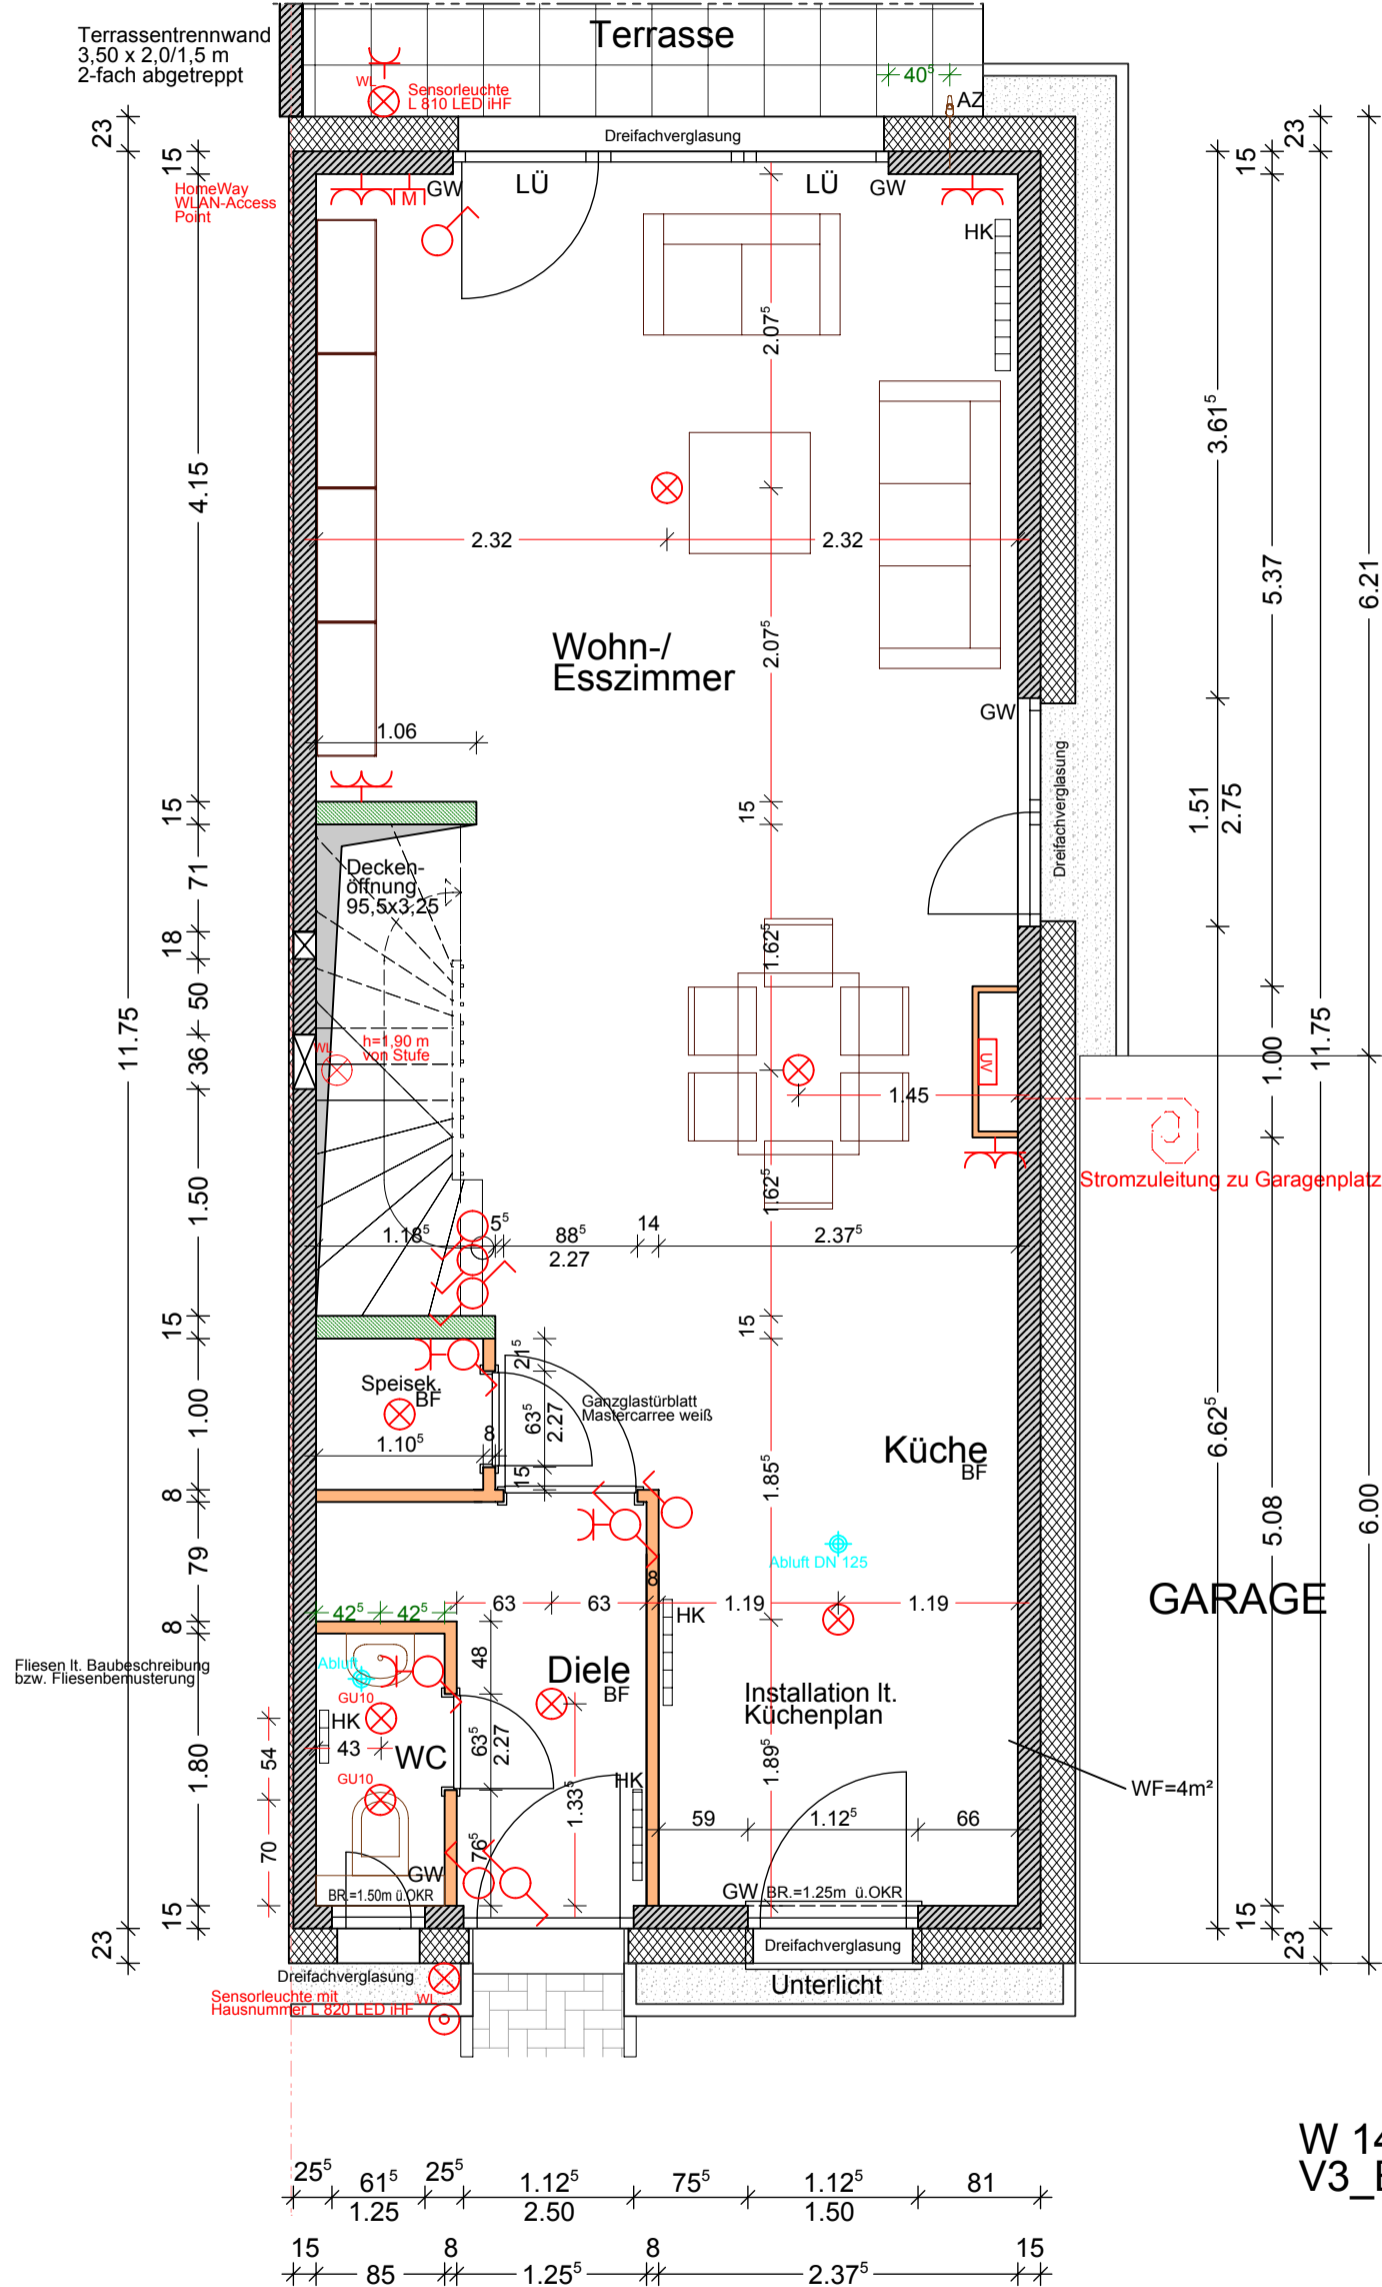 Terrassentrennwand
3,50 x 2,0/1,5 m
2-fach abgetreppt
Terrasse
WL
Sensorleuchte
L 810 LED iHF
40⁵
AZ
Dreifachverglasung
23
15
23
15
HomeWay
WLAN-Access
Point
M
GW
LÜ
LÜ
GW
HK
2.07⁵
3.61⁵
4.15
2.32
2.32
5.37
6.21
2.07⁵
Wohn-/
Esszimmer
GW
1.06
Dreifachverglasung
1.51
2.75
15
15
71
Decken-
öffnung
95,5x3,25
18
1.62⁵
50
11.75
11.75
36
WL
h=1,90 m
von Stufe
UV
1.00
1.45
Stromzuleitung zu Garagenplatz
1.50
1.62⁵
1.18⁵
5⁵
88⁵
2.27
14
2.37⁵
15
15
21⁵
Speisek.
BF
1.00
1.10⁵
8
63⁵
2.27
Ganzglastürblatt
Mastercarree weiß
15
Küche
BF
6.62⁵
1.85⁵
8
79
Abluft DN 125
5.08
6.00
8
GARAGE
42⁵
42⁵
63
63
1.19
1.19
HK
8
Fliesen lt. Baubeschreibung
bzw. Fliesenbemusterung
Abluft
48
Diele
BF
GU10
HK
43
WC
63⁵
2.27
Installation lt.
Küchenplan
54
1.80
1.89⁵
GU10
HK
1.33⁵
WF=4m²
59
1.12⁵
66
70
76⁵
GW
BR.=1.50m ü.OKR
GW
BR.=1.25m ü.OKR
15
15
23
23
Dreifachverglasung
Dreifachverglasung
Unterlicht
Sensorleuchte mit
Hausnummer L 820 LED iHF
WL
W 14
25⁵
61⁵
1.25
25⁵
1.12⁵
2.50
75⁵
1.12⁵
1.50
81
15
85
8
1.25⁵
8
2.37⁵
15